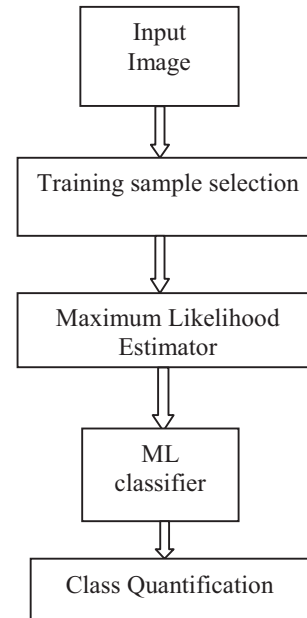 Input
Image
Training sample selection
Maximum Likelihood
Estimator
ML
classifier
Class Quantification